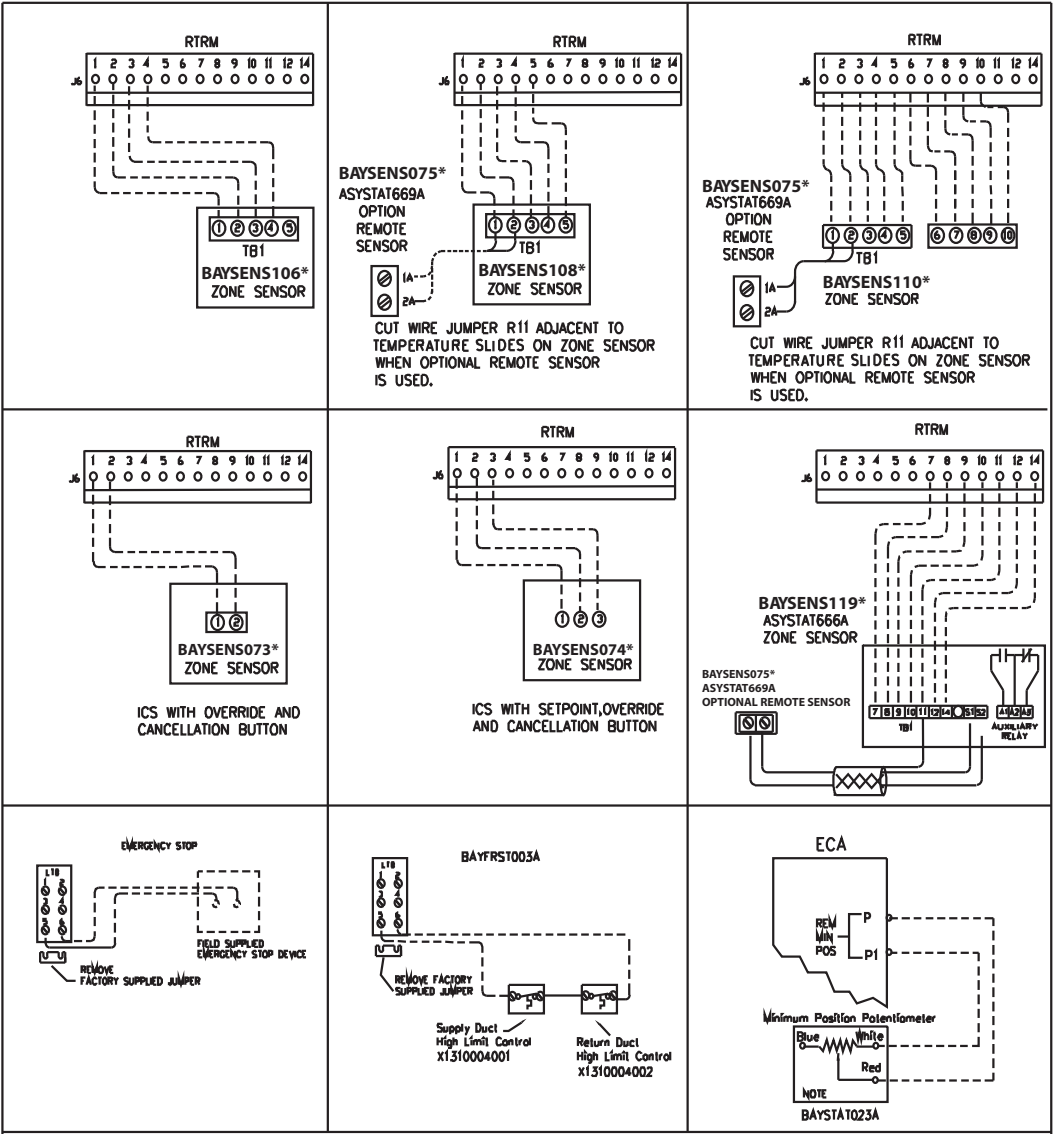 RTRM
1 2 3 4 5 6 7 8 9 10 11 12 14
J6
1 2 3 4 5
TB1
BAYSENS106*
ZONE SENSOR
RTRM
1 2 3 4 5 6 7 8 9 10 11 12 14
J6
BAYSENS075*
ASYSTAT669A
OPTION
REMOTE
SENSOR
1 2 3 4 5
TB1
1A
2A
BAYSENS108*
ZONE SENSOR
CUT WIRE JUMPER R11 ADJACENT TO
TEMPERATURE SLIDES ON ZONE SENSOR
WHEN OPTIONAL REMOTE SENSOR
IS USED.
RTRM
1 2 3 4 5 6 7 8 9 10 11 12 14
J6
BAYSENS075*
ASYSTAT669A
OPTION
REMOTE
SENSOR
1 2 3 4 5
6 7 8 9 10
TB1
1A
2A
BAYSENS110*
ZONE SENSOR
CUT WIRE JUMPER R11 ADJACENT TO
TEMPERATURE SLIDES ON ZONE SENSOR
WHEN OPTIONAL REMOTE SENSOR
IS USED.
RTRM
1 2 3 4 5 6 7 8 9 10 11 12 14
J6
1 2
BAYSENS073*
ZONE SENSOR
ICS WITH OVERRIDE AND
CANCELLATION BUTTON
RTRM
1 2 3 4 5 6 7 8 9 10 11 12 14
J6
1 2 3
BAYSENS074*
ZONE SENSOR
ICS WITH SETPOINT,OVERRIDE
AND CANCELLATION BUTTON
RTRM
1 2 3 4 5 6 7 8 9 10 11 12 14
J6
BAYSENS119*
ASYSTAT666A
ZONE SENSOR
BAYSENS075*
ASYSTAT669A
OPTIONAL REMOTE SENSOR
7 8 9 10 11 12 14 S1 S2
A1 A2 A3
TB1
AUXILIARY
RELAY
EMERGENCY STOP
LTB
1 2
3 4
5 6
FIELD SUPPLIED
EMERGENCY STOP DEVICE
REMOVE
FACTORY SUPPLIED JUMPER
BAYFRST003A
LTB
1 2
3 4
5 6
REMOVE FACTORY
SUPPLIED JUMPER
Supply Duct
High Limit Control
X1310004001
Return Duct
High Limit Control
X1310004002
ECA
REM
MIN
POS
P
P1
Minimum Position Potentiometer
Blue
White
Red
NOTE
BAYSTAT023A